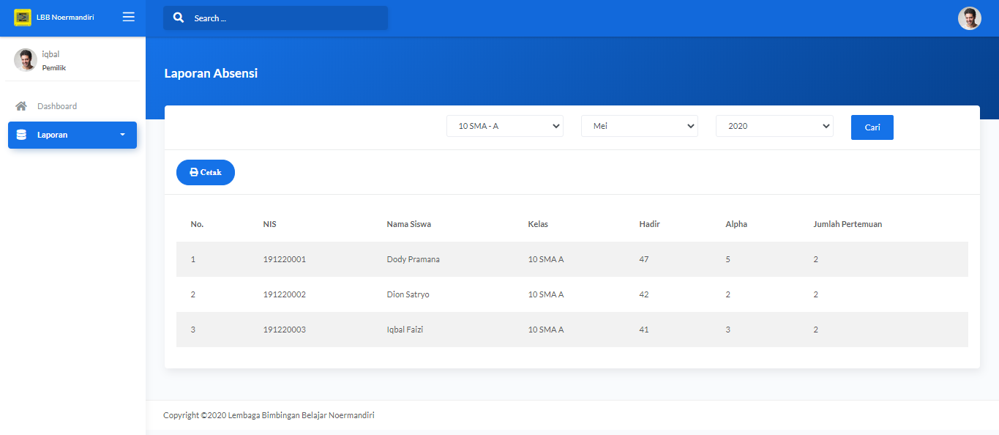 LBB Noermandiri
Search ...
iqbal
Pemilik
Dashboard
Laporan
Laporan Absensi
10 SMA - A Mei 2020 Cari
Cetak
No. NIS Nama Siswa Kelas Hadir Alpha Jumlah Pertemuan
1 191220001 Dody Pramana 10 SMA A 47 5 2
2 191220002 Dion Satryo 10 SMA A 42 2 2
3 191220003 Iqbal Faizi 10 SMA A 41 3 2
Copyright ©2020 Lembaga Bimbingan Belajar Noermandiri